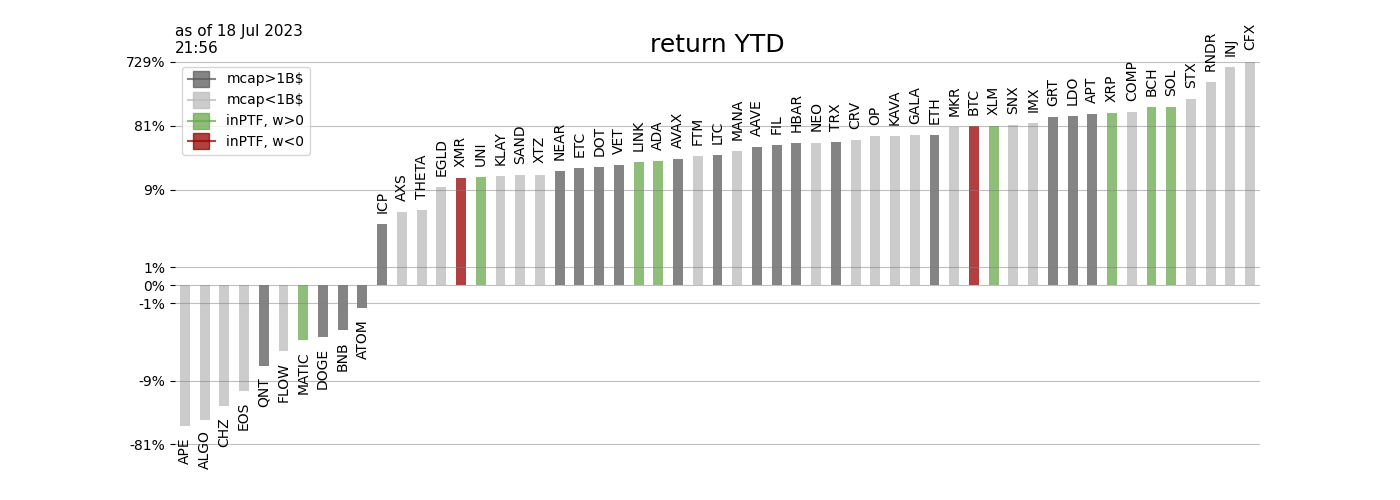 as of 18 Jul 2023
21:56
return YTD
729%
81%
9%
1%
0%
-1%
-9%
-81%
mcap>1B$
mcap<1B$
inPTF, w>0
inPTF, w<0
APE
ALGO
CHZ
EOS
QNT
FLOW
MATIC
DOGE
BNB
ATOM
ICP
AXS
THETA
EGLD
XMR
UNI
KLAY
SAND
XTZ
NEAR
ETC
DOT
VET
LINK
ADA
AVAX
FTM
LTC
MANA
AAVE
FIL
HBAR
NEO
TRX
CRV
OP
KAVA
GALA
ETH
MKR
BTC
XLM
SNX
IMX
GRT
LDO
APT
XRP
COMP
BCH
SOL
STX
RNDR
INJ
CFX